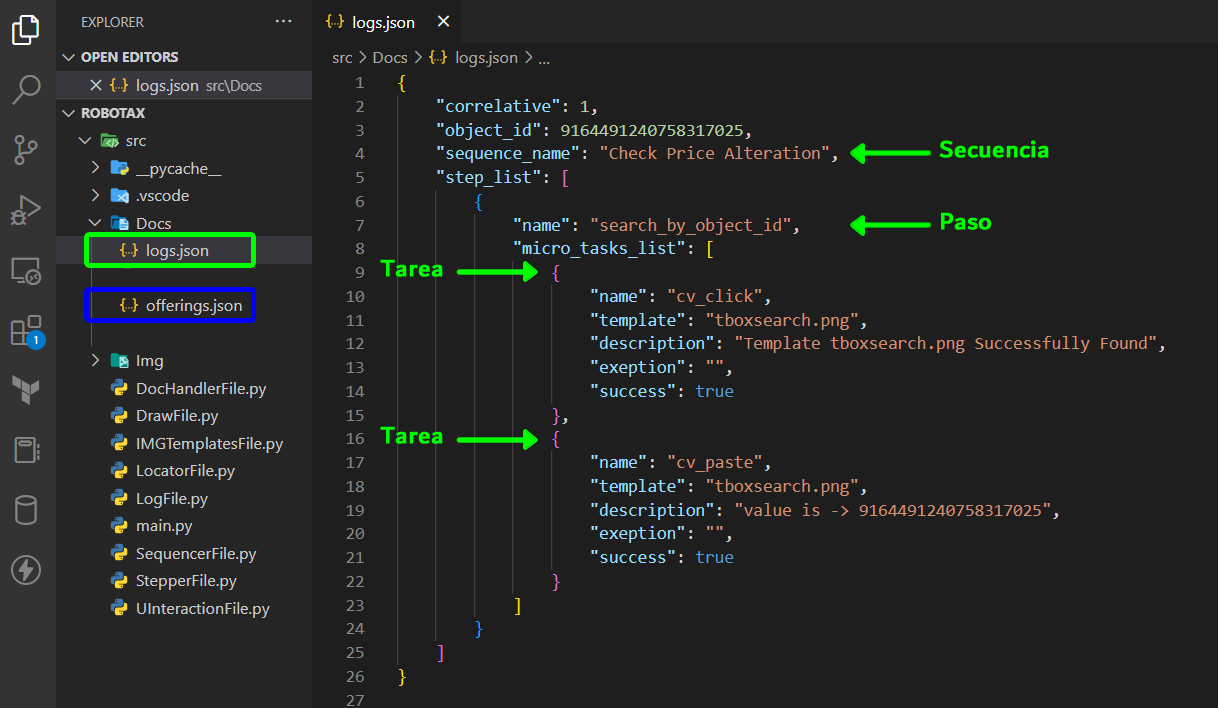 EXPLORER
OPEN EDITORS
logs.json src\Docs
ROBOTAX
src
__pycache__
.vscode
Docs
logs.json
offerings.json
Img
DocHandlerFile.py
DrawFile.py
IMGTemplatesFile.py
LocatorFile.py
LogFile.py
main.py
SequencerFile.py
StepperFile.py
UInteractionFile.py
1
{..} logs.json
src > Docs > {..} logs.json > ...
1 {
2 "correlative": 1,
3 "object_id": 9164491240758317025,
4 "sequence_name": "Check Price Alteration", Secuencia
5 "step_list": [
6 {
7 "name": "search_by_object_id", Paso
8 "micro_tasks_list": [
9 Tarea {
10 "name": "cv_click",
11 "template": "tboxsearch.png",
12 "description": "Template tboxsearch.png Successfully Found",
13 "exeption": "",
14 "success": true
15 },
16 Tarea {
17 "name": "cv_paste",
18 "template": "tboxsearch.png",
19 "description": "value is -> 9164491240758317025",
20 "exeption": "",
21 "success": true
22 }
23 ]
24 }
25 ]
26 }
27